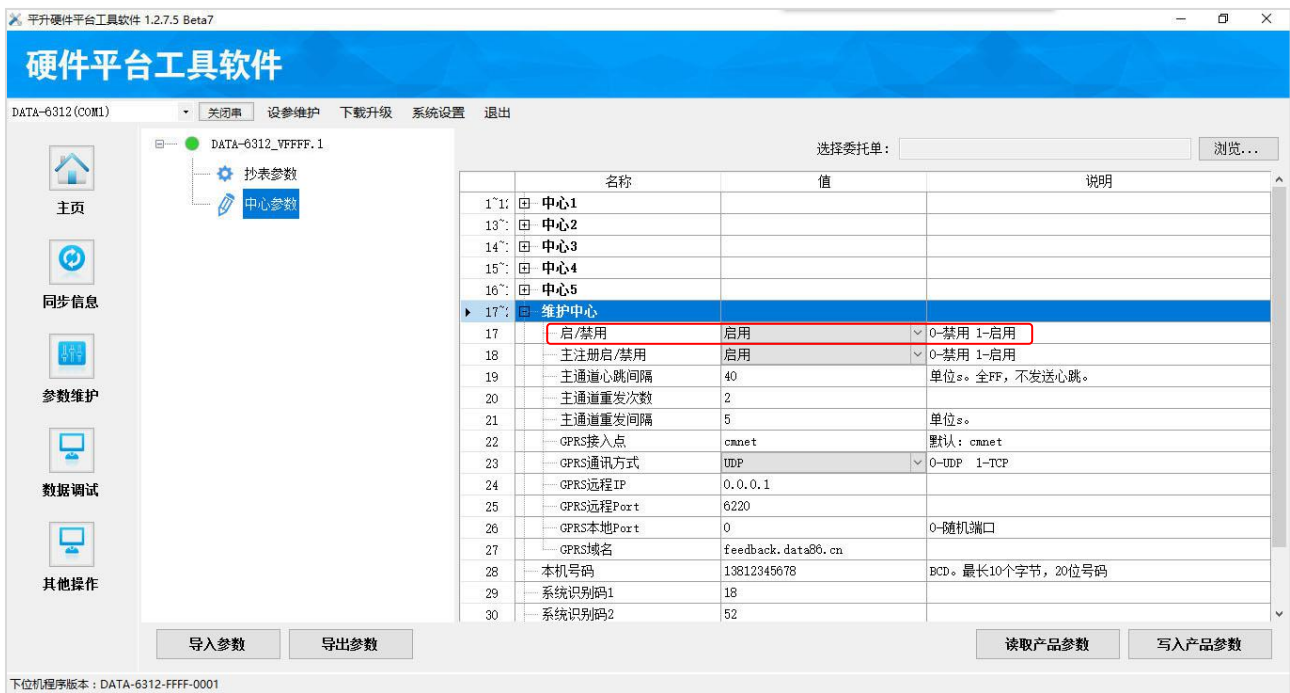 平升硬件平台工具软件 1.2.7.5 Beta7
硬件平台工具软件
DATA-6312(COM1) 关闭串 设参维护 下载升级 系统设置 退出
DATA-6312_VFFFF.1
抄表参数
中心参数
主页
同步信息
参数维护
数据调试
其他操作
选择委托单: 浏览...
名称 值 说明
1~1 中心1
13~ 中心2
14~ 中心3
15~ 中心4
16~ 中心5
17~ 维护中心
17 启/禁用 启用 0-禁用 1-启用
18 主注册启/禁用 启用 0-禁用 1-启用
19 主通道心跳间隔 40 单位s。全FF，不发送心跳。
20 主通道重发次数 2
21 主通道重发间隔 5 单位s。
22 GPRS接入点 cmnet 默认: cmnet
23 GPRS通讯方式 UDP 0-UDP 1-TCP
24 GPRS远程IP 0.0.0.1
25 GPRS远程Port 6220
26 GPRS本地Port 0 0-随机端口
27 GPRS域名 feedback.data86.cn
28 本机号码 13812345678 BCD。最长10个字节，20位号码
29 系统识别码1 18
30 系统识别码2 52
导入参数 导出参数 读取产品参数 写入产品参数
下位机程序版本：DATA-6312-FFFF-0001